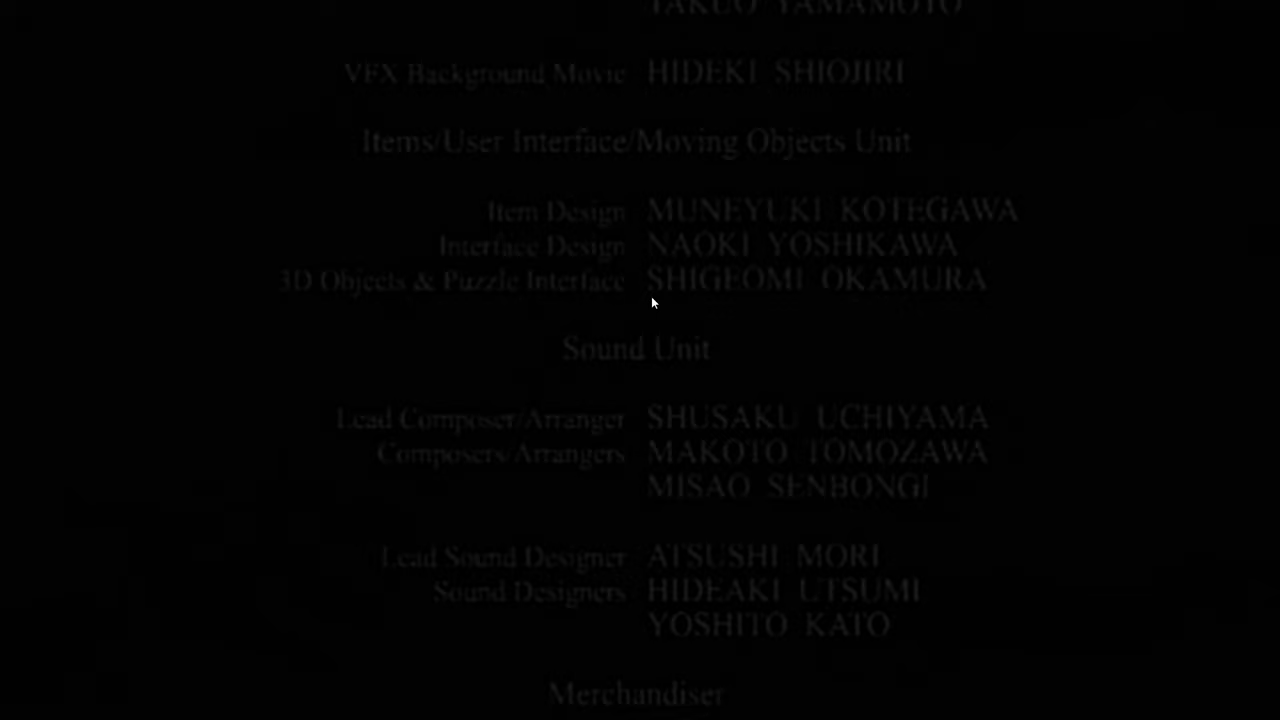 TAKUO YAMAMOTO
VFX Background Movie HIDEKI SHIOJIRI
Items/User Interface/Moving Objects Unit
Item Design MUNEYUKI KOTEGAWA
Interface Design NAOKI YOSHIKAWA
3D Objects & Puzzle Interface SHIGEOMI OKAMURA
Sound Unit
Lead Composer/Arranger SHUSAKU UCHIYAMA
Composers/Arrangers MAKOTO TOMOZAWA
MISAO SENBONGI
Lead Sound Designer ATSUSHI MORI
Sound Designers HIDEAKI UTSUMI
YOSHITO KATO
Merchandiser